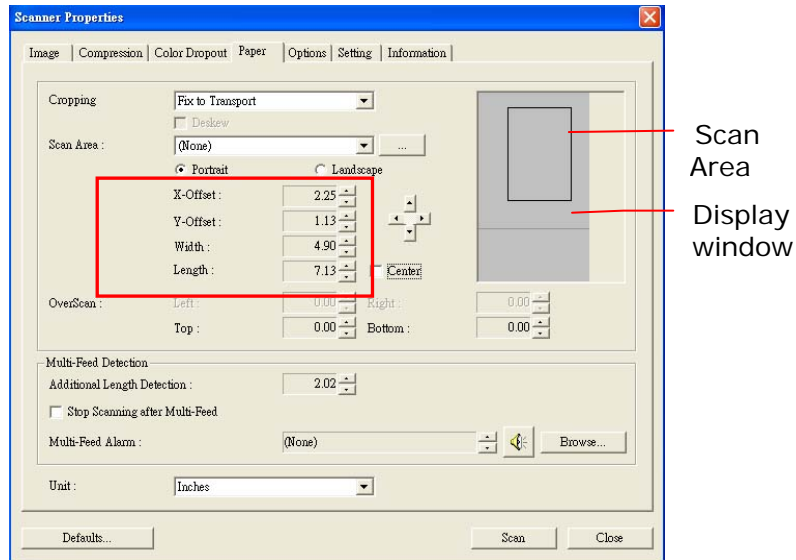 Scanner Properties
Image Compression Color Dropout Paper Options Setting Information
Cropping Fix to Transport
Deskew
Scan Area : (None) ...
Portrait Landscape
X-Offset : 2.25
Y-Offset : 1.13
Width : 4.90
Length : 7.13 Center
OverScan : Left : 0.00 Right : 0.00
Top : 0.00 Bottom : 0.00
Multi-Feed Detection
Additional Length Detection : 2.02
Stop Scanning after Multi-Feed
Multi-Feed Alarm : (None) Browse...
Unit : Inches
Defaults... Scan Close
Scan
Area
Display
window